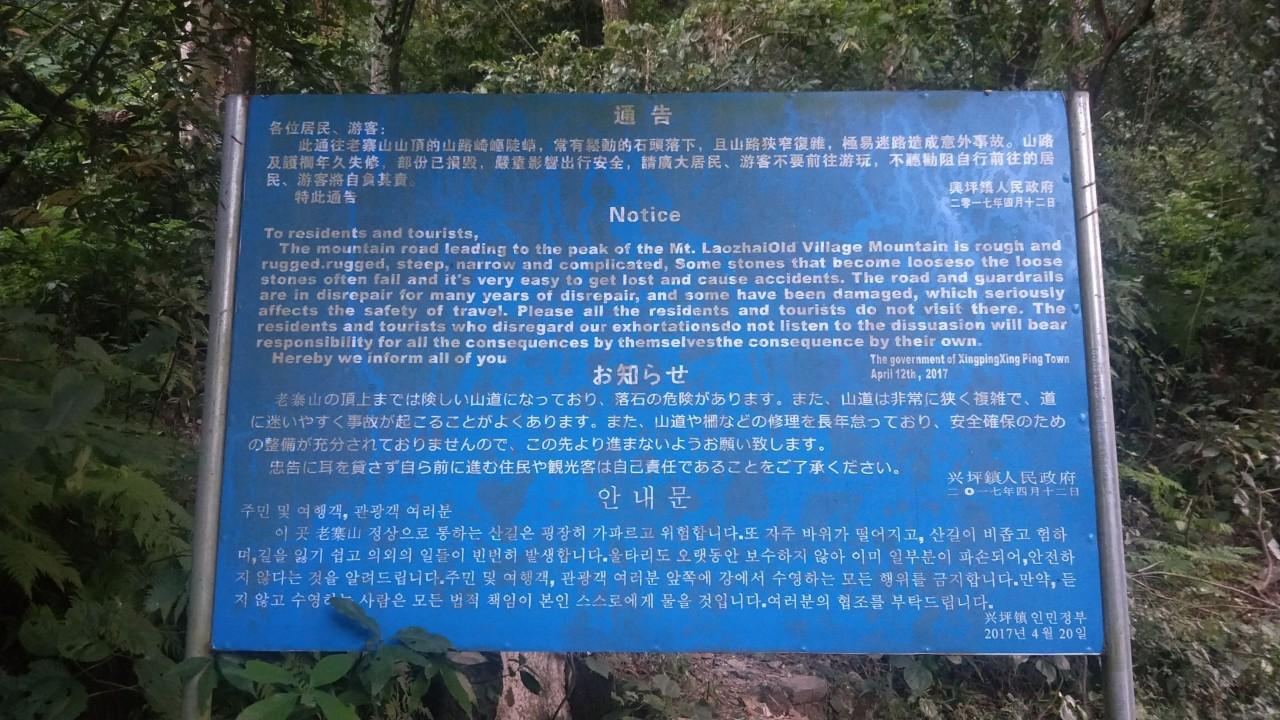 通告
各位居民、游客：
此通往老寨山山頂的山路崎嶇陡峭，常有鬆動的石頭落下，且山路狹窄復雜，極易迷路造成意外事故。山路
及護欄年久失修，部份已損毀，嚴重影響出行安全，請廣大居民、游客不要前往游玩，不聽勸阻自行前往的居
民、游客將自負其責。
特此通告
興坪鎮人民政府
二零一七年四月十二日
Notice
To residents and tourists,
The mountain road leading to the peak of the Mt. LaozhaiOld Village Mountain is rough and
rugged.rugged, steep, narrow and complicated, Some stones that become looseso the loose
stones often fall and it's very easy to get lost and cause accidents. The road and guardrails
are in disrepair for many years of disrepair, and some have been damaged, which seriously
affects the safety of travel. Please all the residents and tourists do not visit there. The
residents and tourists who disregard our exhortationsdo not listen to the dissuasion will bear
responsibility for all the consequences by themselvesthe consequence by their own.
Hereby we inform all of you
The government of XingpingXing Ping Town
April 12th, 2017
お知らせ
老寨山の頂上までは険しい山道になっており、落石の危険があります。また、山道は非常に狭く複雑で、道
に迷いやすく事故が起こることがよくあります。また、山道や柵などの修理を長年怠っており、安全確保のため
の整備が充分されておりませんので、この先より進まないようお願い致します。
忠告に耳を貸さず自ら前に進む住民や観光客は自己責任であることをご了承ください。
兴坪鎮人民政府
二〇一七年四月十二日
안내문
주민 및 여행객, 관광객 여러분
이 곳 老寨山 정상으로 통하는 산길은 굉장히 가파르고 위험합니다.또 자주 바위가 떨어지고, 산길이 비좁고 험하
며,길을 잃기 쉽고 의외의 일들이 빈번히 발생합니다.울타리도 오랫동안 보수하지 않아 이미 일부분이 파손되어,안전하
지 않다는 것을 알려드립니다.주민 및 여행객, 관광객 여러분 앞쪽에 강에서 수영하는 모든 행위를 금지합니다.만약, 듣
지 않고 수영하는 사람은 모든 법적 책임이 본인 스스로에게 물을 것입니다.여러분의 협조를 부탁드립니다.
兴坪镇 인민정부
2017년 4월 20일